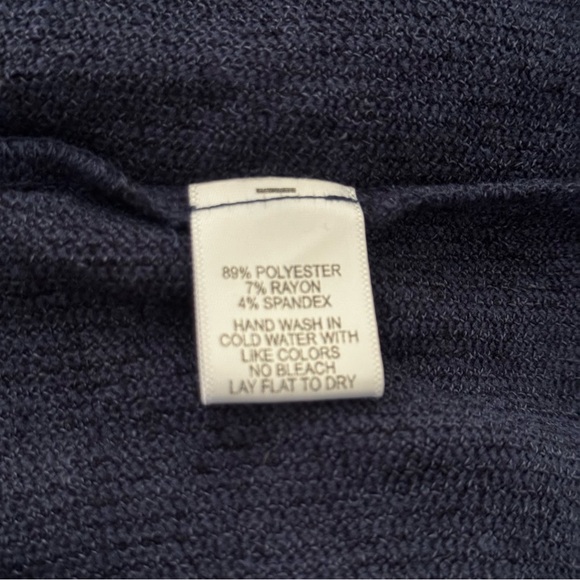 89% POLYESTER
7% RAYON
4% SPANDEX
HAND WASH IN
COLD WATER WITH
LIKE COLORS
NO BLEACH
LAY FLAT TO DRY